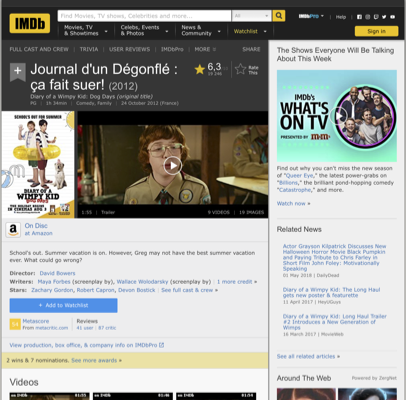 IMDb
Find Movies, TV shows, Celebrities and more...
All
IMDbPro
Help
Movies, TV
& Showtimes
Celebs, Events
& Photos
News &
Community
Watchlist
Sign in
FULL CAST AND CREW | TRIVIA | USER REVIEWS | IMDbPro | MORE
SHARE
Journal d'un Dégonflé :
ça fait suer! (2012)
Diary of a Wimpy Kid: Dog Days (original title)
PG | 1h 34min | Comedy, Family | 24 October 2012 (France)
6,3
Rate
This
SCHOOL'S OUT FOR SUMMER
DIARY
OF A
WIMPY KID
DOG DAYS
IN CINEMAS AUG 3
1:55 | Trailer
9 VIDEOS | 19 IMAGES
On Disc
at Amazon
School's out. Summer vacation is on. However, Greg may not have the best summer vacation
ever. What could go wrong?
Director: David Bowers
Writers: Maya Forbes (screenplay by), Wallace Wolodarsky (screenplay by) | 1 more credit »
Stars: Zachary Gordon, Robert Capron, Devon Bostick | See full cast & crew »
+ Add to Watchlist
Metascore
From metacritic.com
Reviews
41 user - 87 critic
View production, box office, & company info on IMDbPro
2 wins & 7 nominations. See more awards »
Videos
The Shows Everyone Will Be Talking
About This Week
IMDb's
WHAT'S
ON TV
PRESENTED BY
Find out why you can't miss the new season
of "Queer Eye," the latest power-grabs on
"Billions," the brilliant pond-hopping comedy
"Catastrophe," and more.
Watch now »
Related News
Actor Grayson Kilpatrick Discusses New
Halloween Horror Movie Black Pumpkin
and Paying Tribute to Chris Farley in
Short Film John Foley: Motivationally
Speaking
01 May 2019 | DailyDead
Diary of a Wimpy Kid: The Long Haul
gets new poster & featurette
11 April 2017 | HeyUGuys
Diary of a Wimpy Kid: Long Haul Trailer
#2 Introduces a New Generation of
Wimps
16 March 2017 | MovieWeb
See all related articles »
Around The Web
Powered by ZergNet